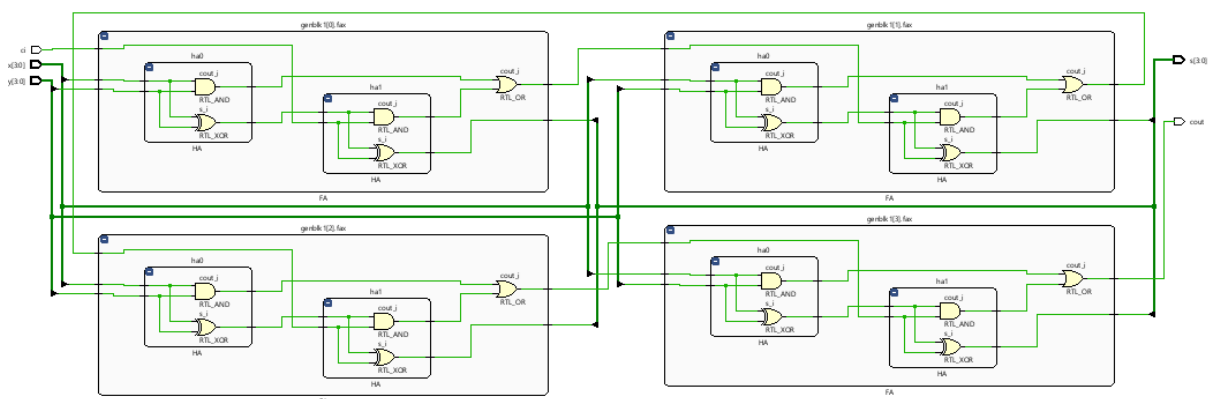 genblk1[0].fax
genblk1[1].fax
ci
x[3:0]
y[3:0]
ha0
cout_i
RTL_AND
s_i
RTL_XOR
HA
ha1
cout_i
RTL_AND
s_i
RTL_XOR
HA
cout_i
RTL_OR
FA
ha0
cout_i
RTL_AND
s_i
RTL_XOR
HA
ha1
cout_i
RTL_AND
s_i
RTL_XOR
HA
cout_i
RTL_OR
FA
s[3:0]
cout
genblk1[2].fax
genblk1[3].fax
ha0
cout_i
RTL_AND
s_i
RTL_XOR
HA
ha1
cout_i
RTL_AND
s_i
RTL_XOR
HA
cout_i
RTL_OR
ha0
cout_i
RTL_AND
s_i
RTL_XOR
HA
ha1
cout_i
RTL_AND
s_i
RTL_XOR
HA
cout_i
RTL_OR
FA